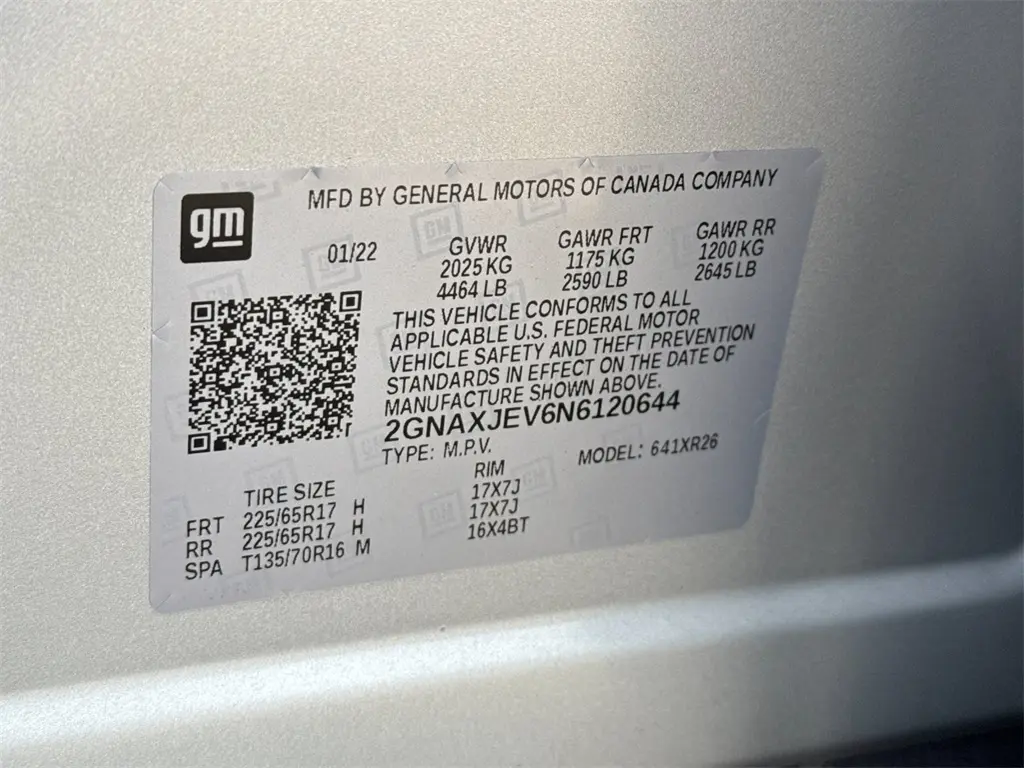 gm
MFD BY GENERAL MOTORS OF CANADA COMPANY
01/22
GVWR GAWR FRT GAWR RR
2025 KG 1175 KG 1200 KG
4464 LB 2590 LB 2645 LB
THIS VEHICLE CONFORMS TO ALL
APPLICABLE U.S. FEDERAL MOTOR
VEHICLE SAFETY AND THEFT PREVENTION
STANDARDS IN EFFECT ON THE DATE OF
MANUFACTURE SHOWN ABOVE.
2GNAXJEV6N6120644
TYPE: M.P.V. MODEL: 641XR26
TIRE SIZE RIM
FRT 225/65R17 H 17X7J
RR 225/65R17 H 17X7J
SPA T135/70R16 M 16X4BT